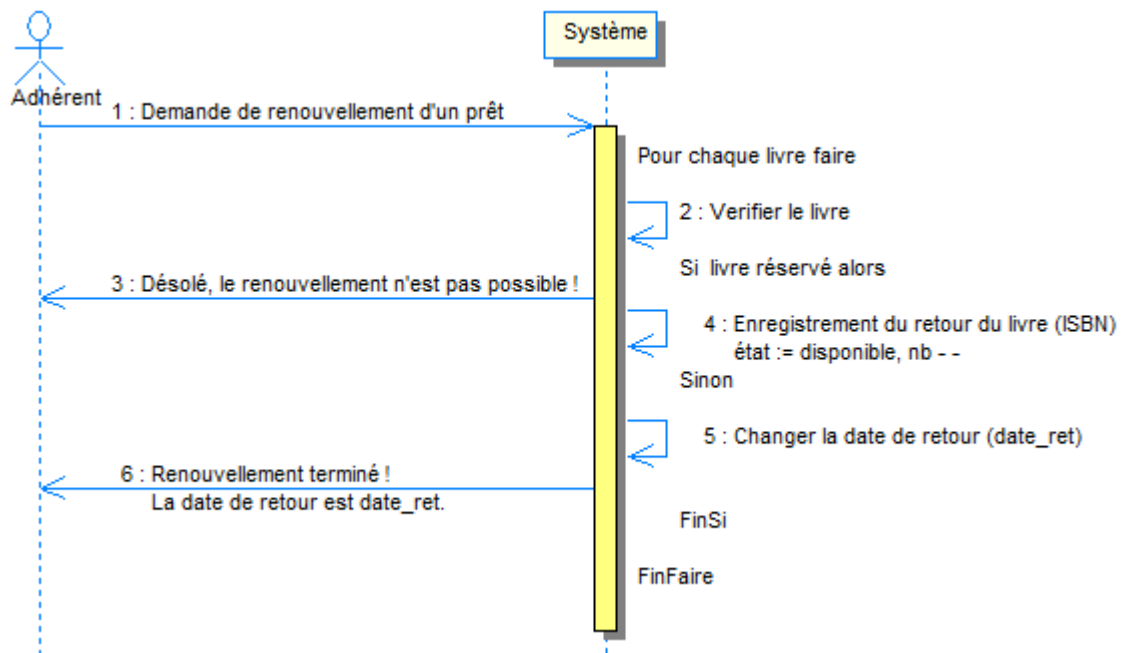 Système
Adhérent
1 : Demande de renouvellement d'un prêt
Pour chaque livre faire
2 : Verifier le livre
Si livre réservé alors
3 : Désolé, le renouvellement n'est pas possible !
4 : Enregistrement du retour du livre (ISBN)
état := disponible, nb - -
Sinon
5 : Changer la date de retour (date_ret)
6 : Renouvellement terminé !
La date de retour est date_ret.
FinSi
FinFaire